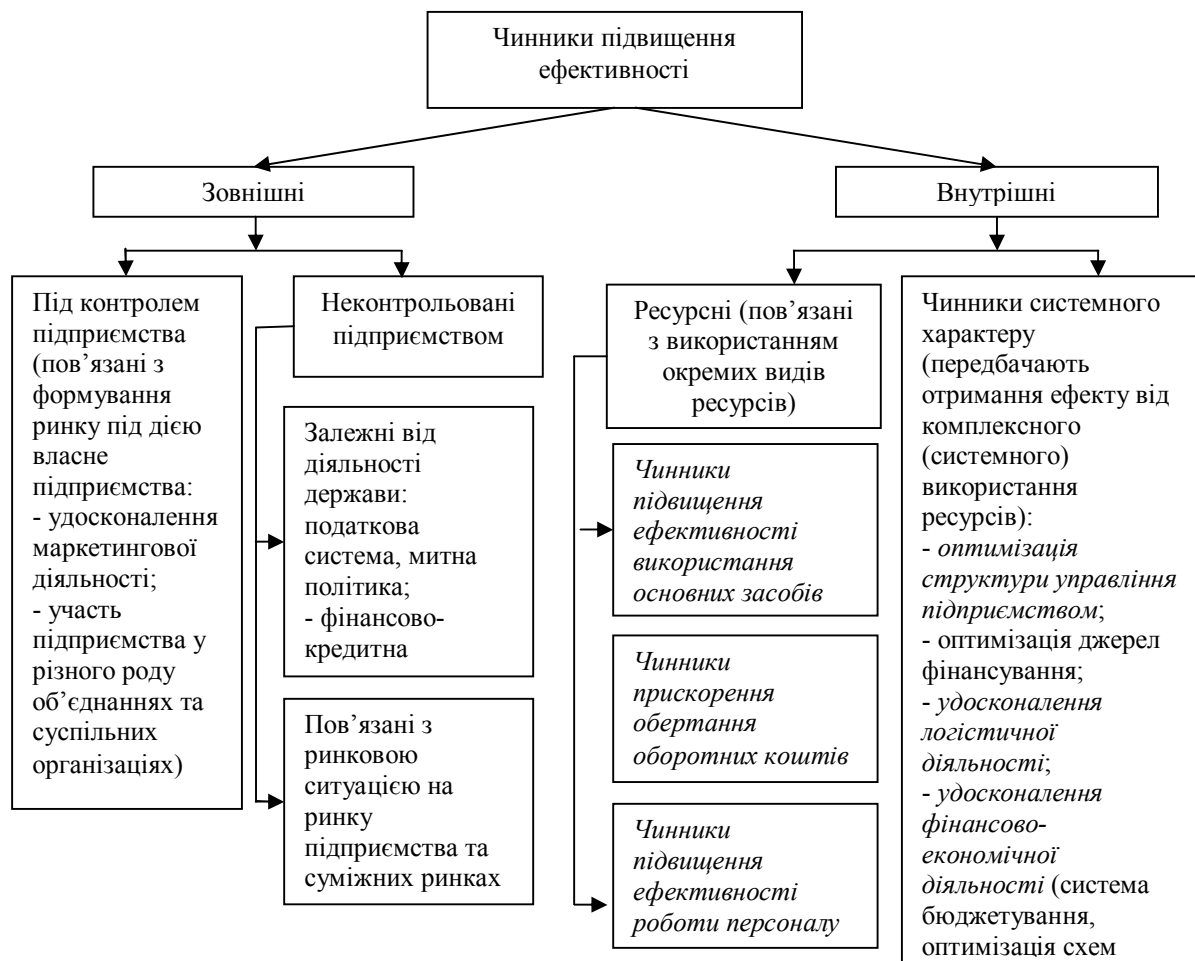 Чинники підвищення
ефективності
Зовнішні
Внутрішні
Під контролем
підприємства
(пов’язані з
формування
ринку під дією
власне
підприємства:
- удосконалення
маркетингової
діяльності;
- участь
підприємства у
різного роду
об’єднаннях та
суспільних
організаціях)
Неконтрольовані
підприємством
Залежні від
діяльності
держави:
податкова
система, митна
політика;
- фінансово-
кредитна
Пов’язані з
ринковою
ситуацією на
ринку
підприємства та
суміжних ринках
Ресурсні (пов’язані
з використанням
окремих видів
ресурсів)
Чинники
підвищення
ефективності
використання
основних засобів
Чинники
прискорення
обертання
оборотних коштів
Чинники
підвищення
ефективності
роботи персоналу
Чинники системного
характеру
(передбачають
отримання ефекту від
комплексного
(системного)
використання
ресурсів):
- оптимізація
структури управління
підприємством;
- оптимізація джерел
фінансування;
- удосконалення
логістичної
діяльності;
- удосконалення
фінансово-
економічної
діяльності (система
бюджетування,
оптимізація схем